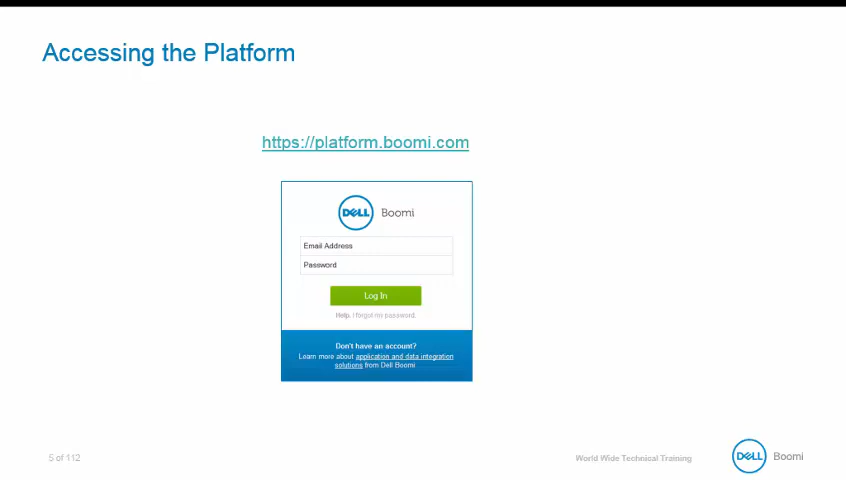 Accessing the Platform
https://platform.boomi.com
DELL Boomi
Email Address
Password
Log In
Help. I forgot my password.
Don't have an account?
Learn more about application and data integration
solutions from Dell Boomi
5 of 112
World Wide Technical Training
DELL Boomi